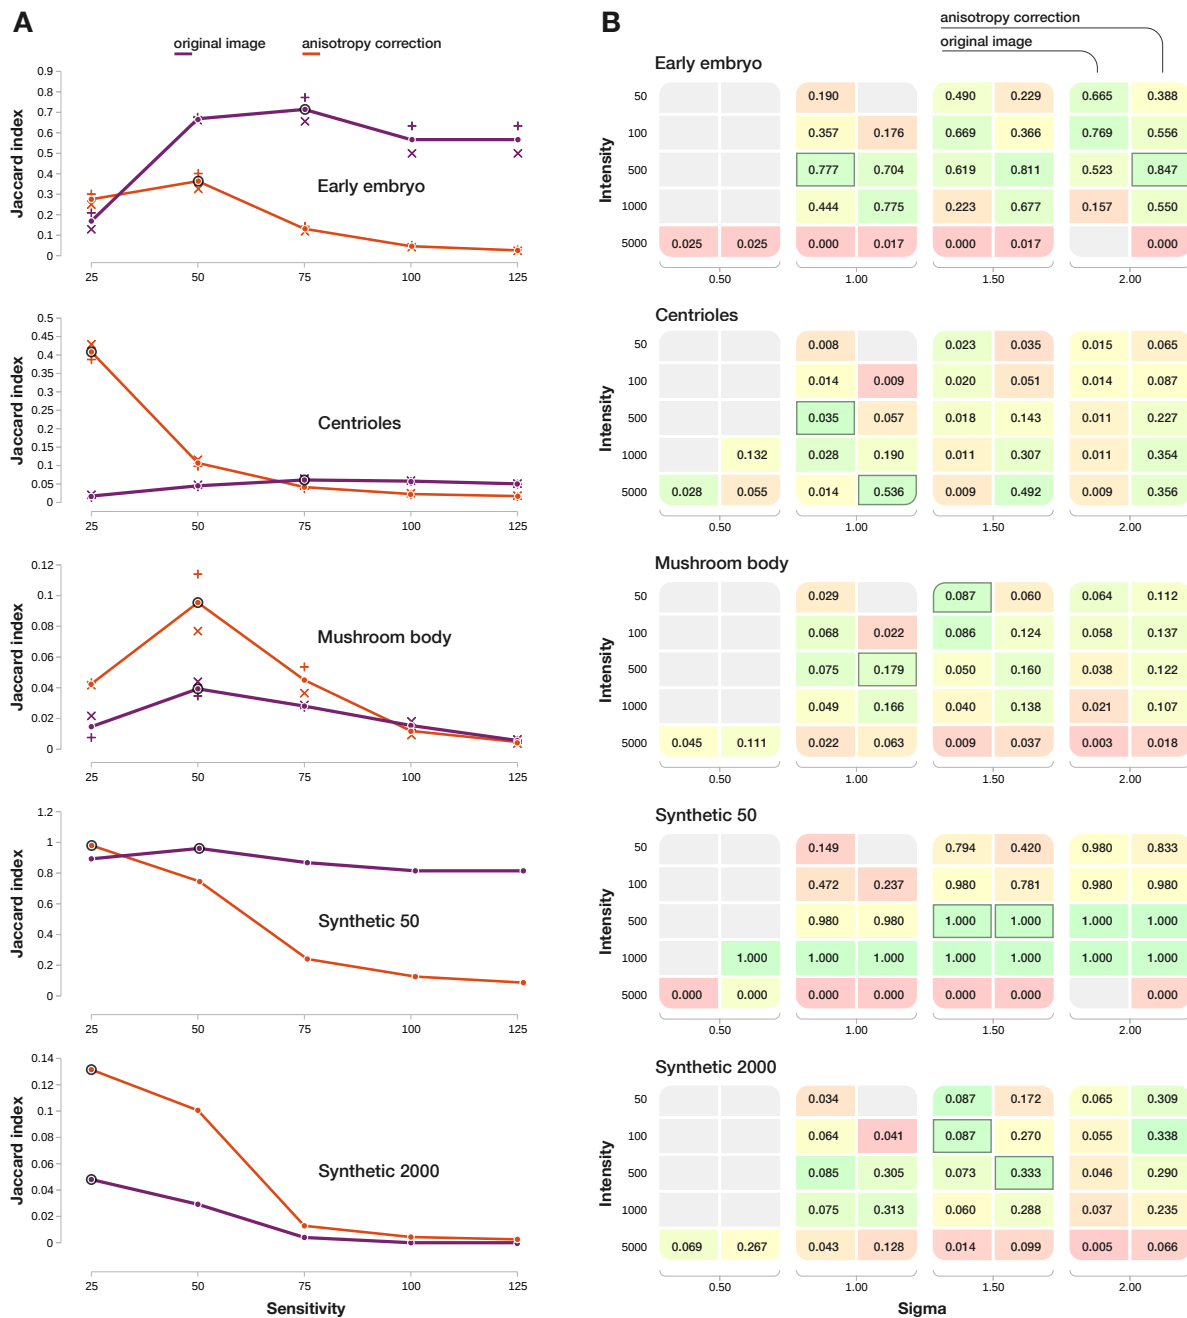 A
original image anisotropy correction
Jaccard index
0.9
0.8
0.7
0.6
0.5
0.4
0.3
0.2
0.1
0
Early embryo
25 50 75 100 125
Jaccard index
0.5
0.45
0.4
0.35
0.3
0.25
0.2
0.15
0.1
0.05
0
Centrioles
25 50 75 100 125
Jaccard index
0.12
0.1
0.08
0.06
0.04
0.02
0
Mushroom body
25 50 75 100 125
Jaccard index
1.2
1
0.8
0.6
0.4
0.2
0
Synthetic 50
25 50 75 100 125
Jaccard index
0.14
0.12
0.1
0.08
0.06
0.04
0.02
0
Synthetic 2000
25 50 75 100 125
Sensitivity
B
anisotropy correction
original image
Early embryo
Intensity
50 0.190 0.490 0.229 0.665 0.388
100 0.357 0.176 0.669 0.366 0.769 0.556
500 0.777 0.704 0.619 0.811 0.523 0.847
1000 0.444 0.775 0.223 0.677 0.157 0.550
5000 0.025 0.025 0.000 0.017 0.000 0.017 0.000
0.50 1.00 1.50 2.00
Centrioles
Intensity
50 0.008 0.023 0.035 0.015 0.065
100 0.014 0.009 0.020 0.051 0.014 0.087
500 0.035 0.057 0.018 0.143 0.011 0.227
1000 0.132 0.028 0.190 0.011 0.307 0.011 0.354
5000 0.028 0.055 0.014 0.536 0.009 0.492 0.009 0.356
0.50 1.00 1.50 2.00
Mushroom body
Intensity
50 0.029 0.087 0.060 0.064 0.112
100 0.068 0.022 0.086 0.124 0.058 0.137
500 0.075 0.179 0.050 0.160 0.038 0.122
1000 0.049 0.166 0.040 0.138 0.021 0.107
5000 0.045 0.111 0.022 0.063 0.009 0.037 0.003 0.018
0.50 1.00 1.50 2.00
Synthetic 50
Intensity
50 0.149 0.794 0.420 0.980 0.833
100 0.472 0.237 0.980 0.781 0.980 0.980
500 0.980 0.980 1.000 1.000 1.000 1.000
1000 1.000 1.000 1.000 1.000 1.000 1.000 1.000
5000 0.000 0.000 0.000 0.000 0.000 0.000 0.000
0.50 1.00 1.50 2.00
Synthetic 2000
Intensity
50 0.034 0.087 0.172 0.065 0.309
100 0.064 0.041 0.087 0.270 0.055 0.338
500 0.085 0.305 0.073 0.333 0.046 0.290
1000 0.075 0.313 0.060 0.288 0.037 0.235
5000 0.069 0.267 0.043 0.128 0.014 0.099 0.005 0.066
0.50 1.00 1.50 2.00
Sigma